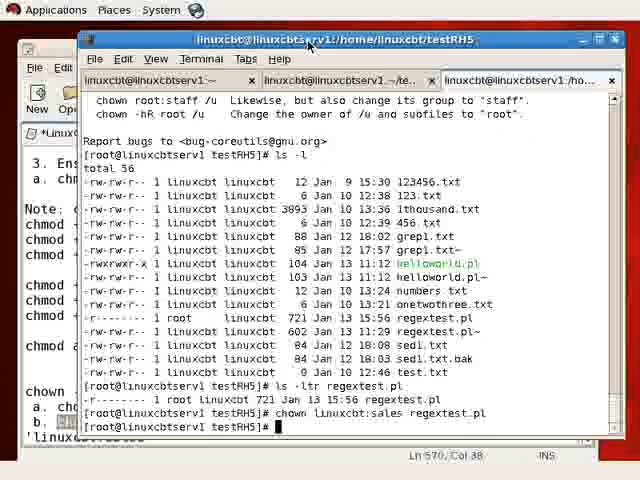 Applications Places System
linuxcbt@linuxcbtserv1:/home/linuxcbt/testRH5
File
File Edit View Terminal Tabs Help
linuxcbt@linuxcbtserv1:~
linuxcbt@linuxcbtserv1:~/te...
linuxcbt@linuxcbtserv1:/ho...
New
*Linux
chown root:staff /u Likewise, but also change its group to "staff".
chown -hR root /u Change the owner of /u and subfiles to "root".
Report bugs to <bug-coreutils@gnu.org>
[root@linuxcbtserv1 testRH5]# ls -l
total 56
-rw-rw-r-- 1 linuxcbt linuxcbt 12 Jan 9 15:30 123456.txt
-rw-rw-r-- 1 linuxcbt linuxcbt 6 Jan 10 12:38 123.txt
-rw-rw-r-- 1 linuxcbt linuxcbt 3893 Jan 10 13:36 1thousand.txt
-rw-rw-r-- 1 linuxcbt linuxcbt 6 Jan 10 12:39 456.txt
-rw-rw-r-- 1 linuxcbt linuxcbt 88 Jan 12 18:02 grep1.txt
-rw-rw-r-- 1 linuxcbt linuxcbt 85 Jan 12 17:57 grep1.txt~
-rwxrwxr-x 1 linuxcbt linuxcbt 104 Jan 13 11:12 helloworld.pl
-rw-rw-r-- 1 linuxcbt linuxcbt 103 Jan 13 11:12 helloworld.pl~
-rw-rw-r-- 1 linuxcbt linuxcbt 12 Jan 10 13:24 numbers.txt
-rw-rw-r-- 1 linuxcbt linuxcbt 6 Jan 10 13:21 onetwothree.txt
-r-------- 1 root linuxcbt 721 Jan 13 15:56 regextest.pl
-rw-rw-r-- 1 linuxcbt linuxcbt 602 Jan 13 11:29 regextest.pl~
-rw-rw-r-- 1 linuxcbt linuxcbt 84 Jan 12 18:08 sed1.txt
-rw-rw-r-- 1 linuxcbt linuxcbt 84 Jan 12 18:03 sed1.txt.bak
-rw-rw-r-- 1 linuxcbt linuxcbt 0 Jan 10 12:46 test.txt
[root@linuxcbtserv1 testRH5]# ls -ltr regextest.pl
-r-------- 1 root linuxcbt 721 Jan 13 15:56 regextest.pl
[root@linuxcbtserv1 testRH5]# chown linuxcbt:sales regextest.pl
[root@linuxcbtserv1 testRH5]#
3. Ens
a. chm
Note:
chmod +
chmod +
chmod +
chmod +
chmod +
chmod +
chmod a
chown -
a. cho
b.
'linuxcbt
Ln 570, Col 38 INS